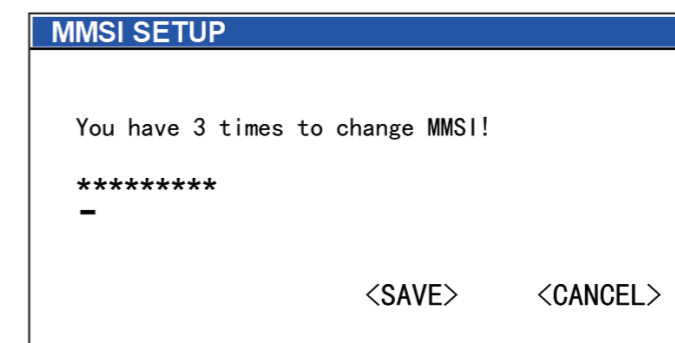 MMSI SETUP
You have 3 times to change MMSI!
*********
<SAVE> <CANCEL>